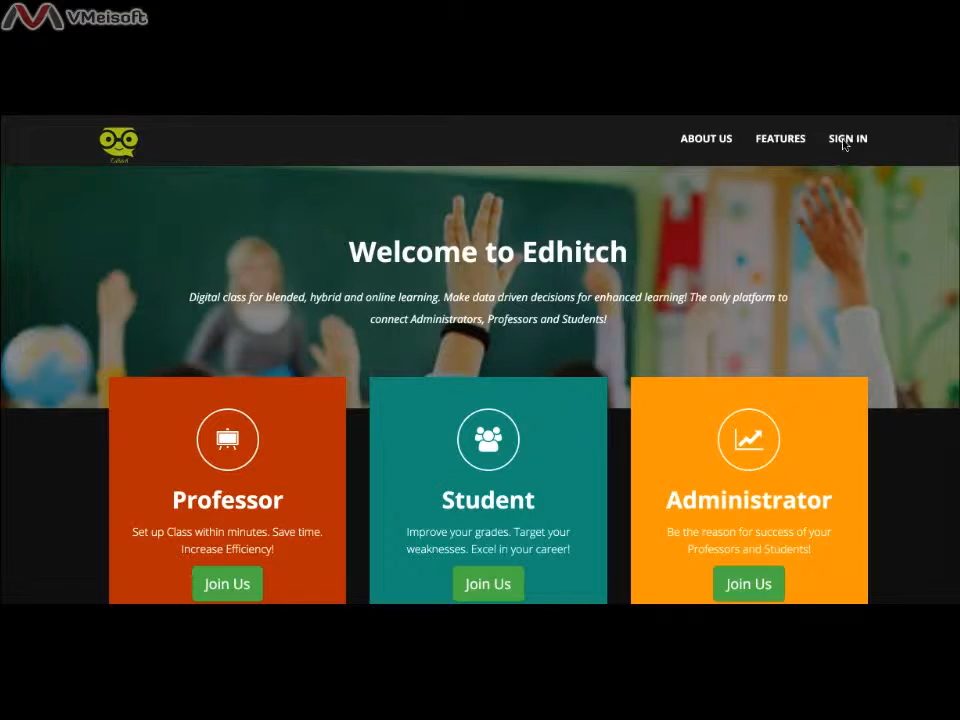 VMeisoft
ABOUT US FEATURES SIGN IN
Welcome to Edhitch
Digital class for blended, hybrid and online learning. Make data driven decisions for enhanced learning! The only platform to
connect Administrators, Professors and Students!
Professor
Set up Class within minutes. Save time.
Increase Efficiency!
Join Us
Student
Improve your grades. Target your
weaknesses. Excel in your career!
Join Us
Administrator
Be the reason for success of your
Professors and Students!
Join Us